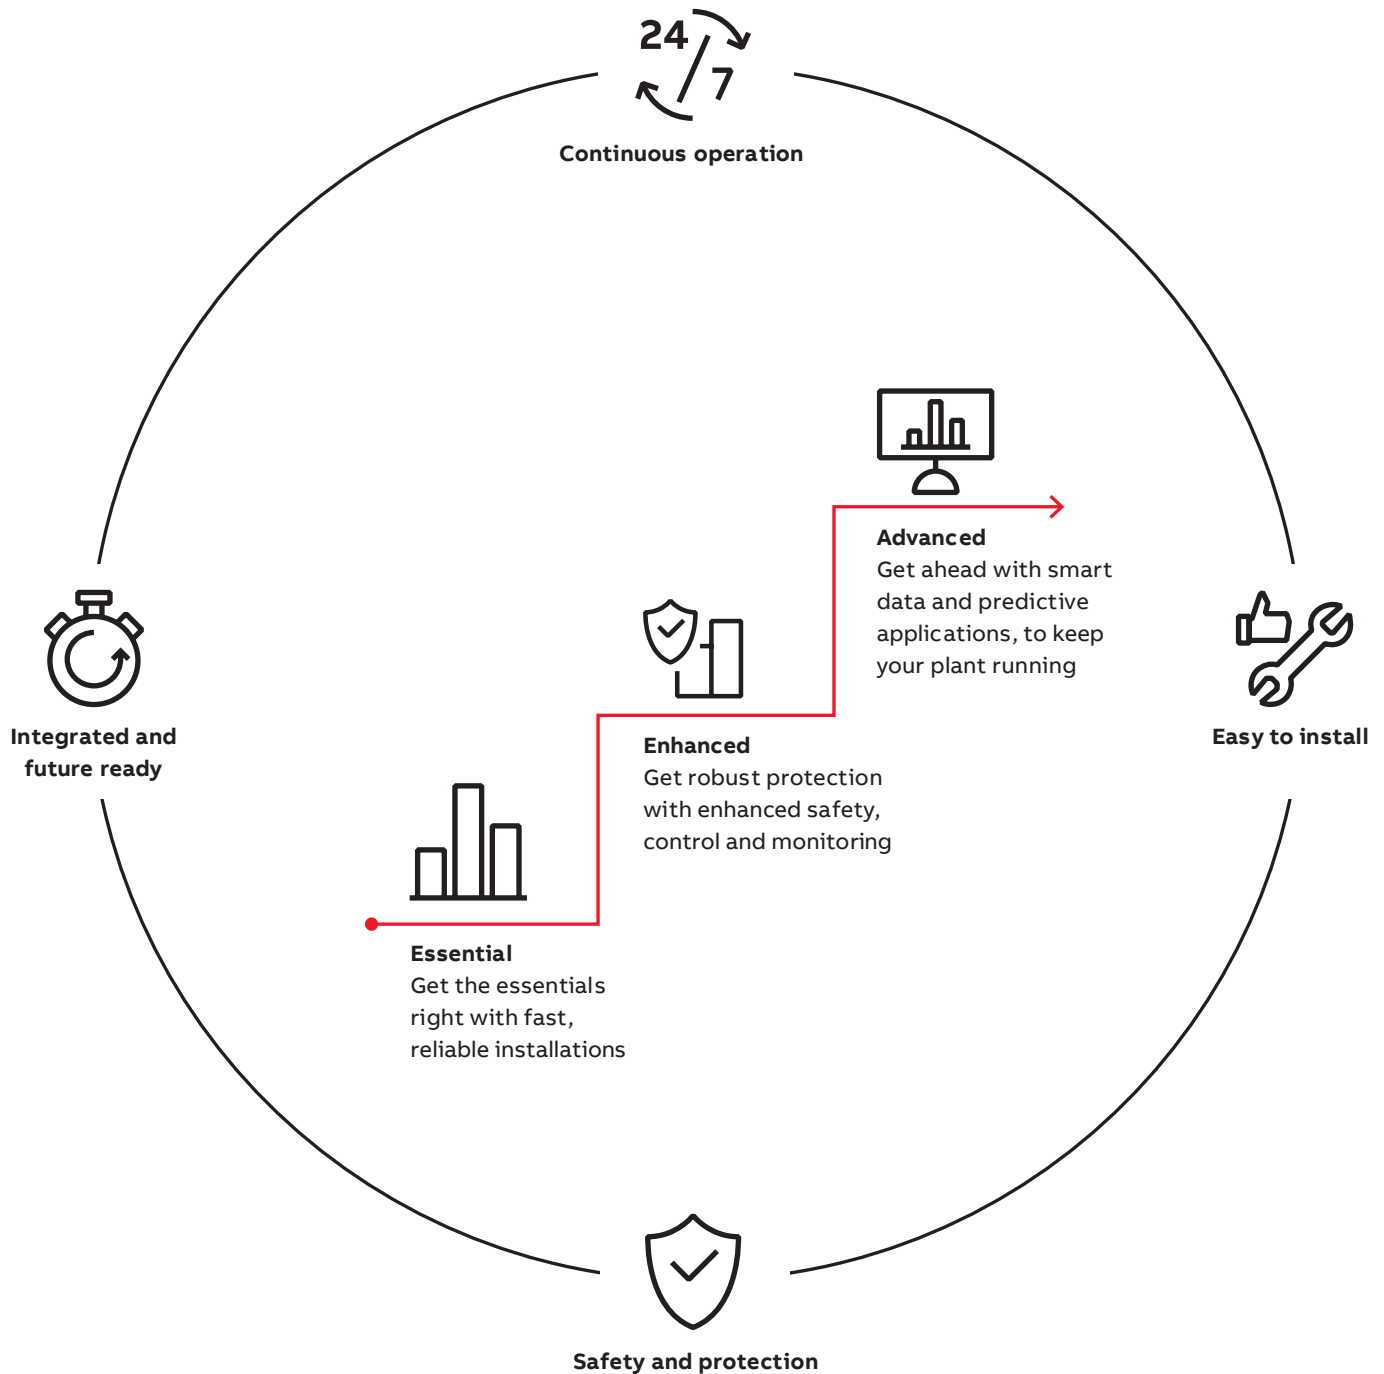 24
7
Continuous operation
Advanced
Get ahead with smart
data and predictive
applications, to keep
your plant running
Integrated and
future ready
Easy to install
Enhanced
Get robust protection
with enhanced safety,
control and monitoring
Essential
Get the essentials
right with fast,
reliable installations
Safety and protection